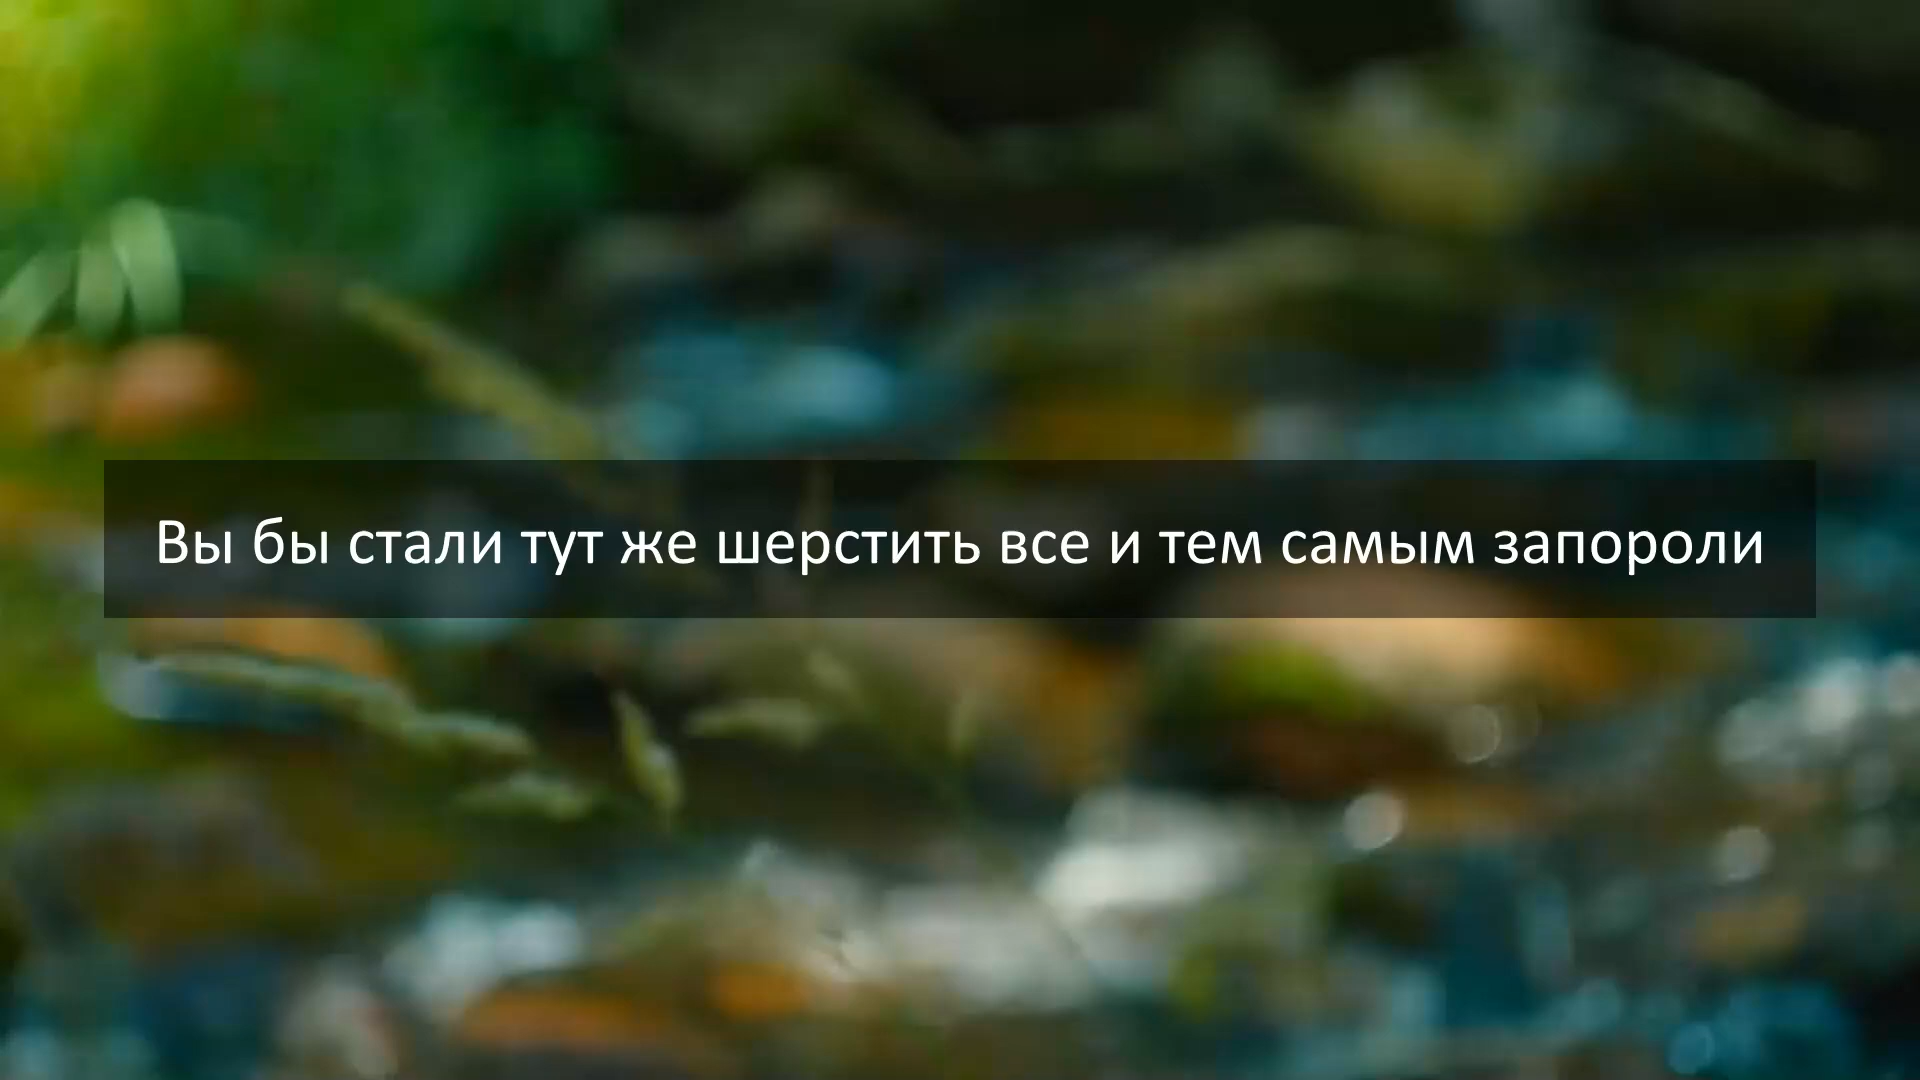 Вы бы стали тут же шерстить все и тем самым запороли